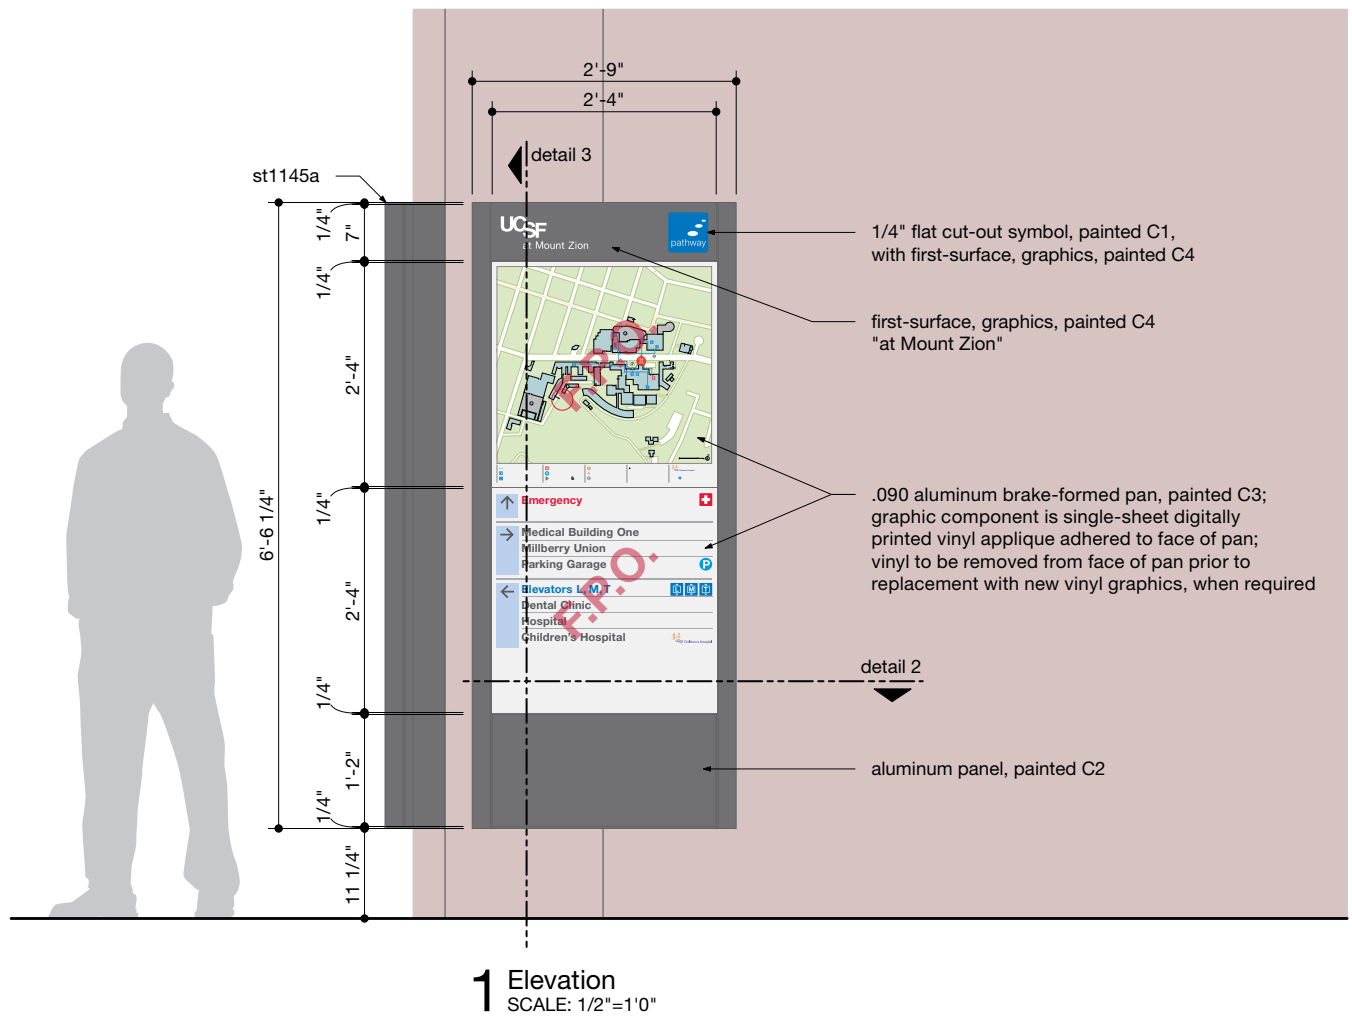 2'-9"
2'-4"
detail 3
st1145a
1/4"
7"
1/4"
2'-4"
1/4"
6'-6 1/4"
2'-4"
1/4"
1'-2"
1/4"
11 1/4"
UCSF
at Mount Zion
pathway
F.P.O.
Emergency
Medical Building One
Millberry Union
Parking Garage
P
Elevators L, M, T
L M T
Dental Clinic
Hospital
Children's Hospital
F.P.O.
1/4" flat cut-out symbol, painted C1,
with first-surface, graphics, painted C4
first-surface, graphics, painted C4
"at Mount Zion"
.090 aluminum brake-formed pan, painted C3;
graphic component is single-sheet digitally
printed vinyl applique adhered to face of pan;
vinyl to be removed from face of pan prior to
replacement with new vinyl graphics, when required
detail 2
aluminum panel, painted C2
1 Elevation
SCALE: 1/2"=1'0"